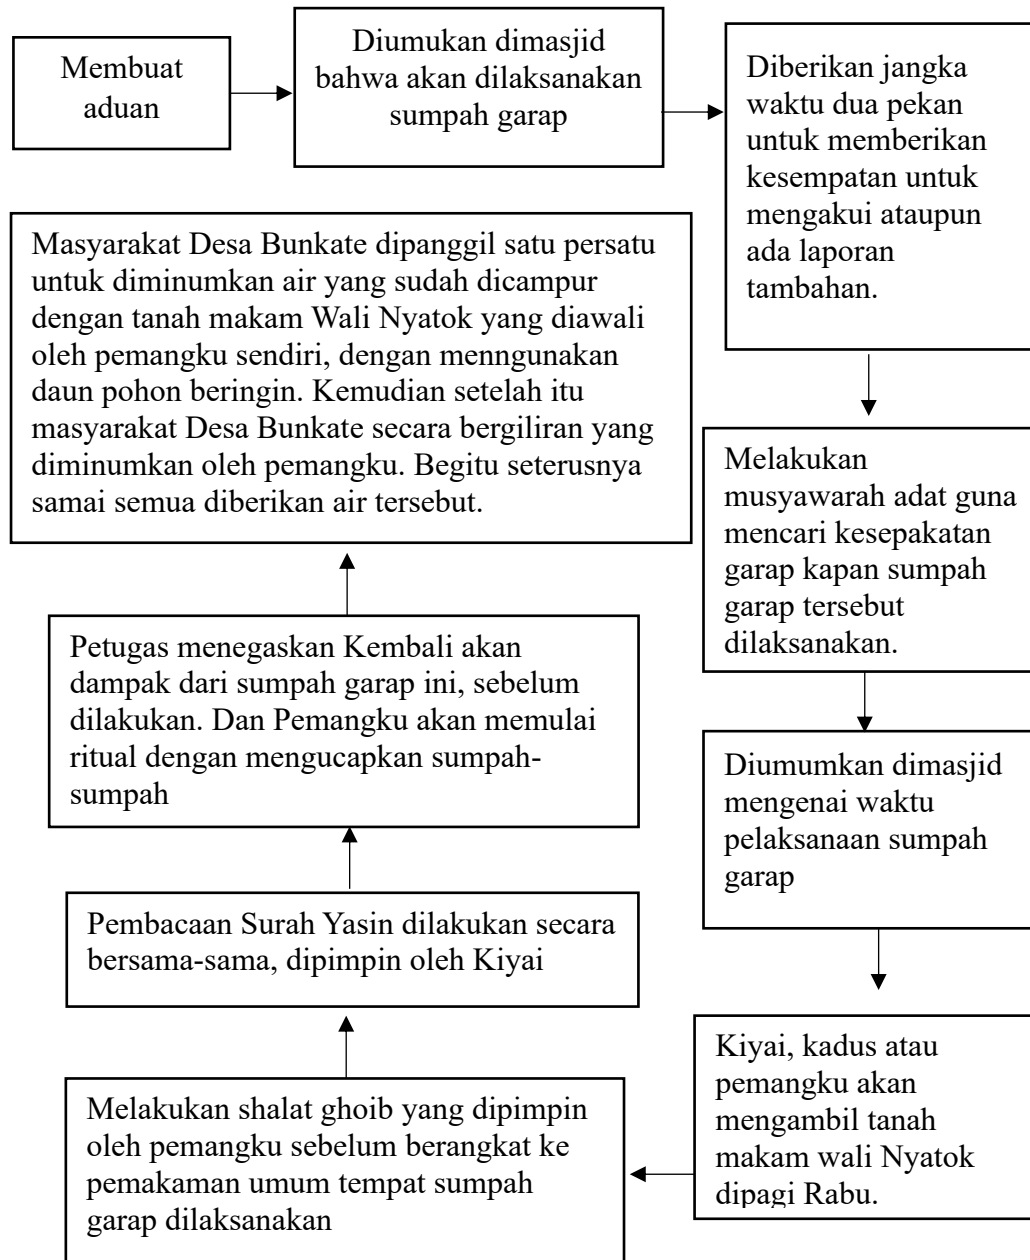 Membuat
aduan
Diumukan dimasjid
bahwa akan dilaksanakan
sumpah garap
Diberikan jangka
waktu dua pekan
untuk memberikan
kesempatan untuk
mengakui ataupun
ada laporan
tambahan.
Melakukan
musyawarah adat guna
mencari kesepakatan
garap kapan sumpah
garap tersebut
dilaksanakan.
Diumumkan dimasjid
mengenai waktu
pelaksanaan sumpah
garap
Kiyai, kadus atau
pemangku akan
mengambil tanah
makam wali Nyatok
dipagi Rabu.
Melakukan shalat ghoib yang dipimpin
oleh pemangku sebelum berangkat ke
pemakaman umum tempat sumpah
garap dilaksanakan
Pembacaan Surah Yasin dilakukan secara
bersama-sama, dipimpin oleh Kiyai
Petugas menegaskan Kembali akan
dampak dari sumpah garap ini, sebelum
dilakukan. Dan Pemangku akan memulai
ritual dengan mengucapkan sumpah-
sumpah
Masyarakat Desa Bunkate dipanggil satu persatu
untuk diminumkan air yang sudah dicampur
dengan tanah makam Wali Nyatok yang diawali
oleh pemangku sendiri, dengan menngunakan
daun pohon beringin. Kemudian setelah itu
masyarakat Desa Bunkate secara bergiliran yang
diminumkan oleh pemangku. Begitu seterusnya
samai semua diberikan air tersebut.